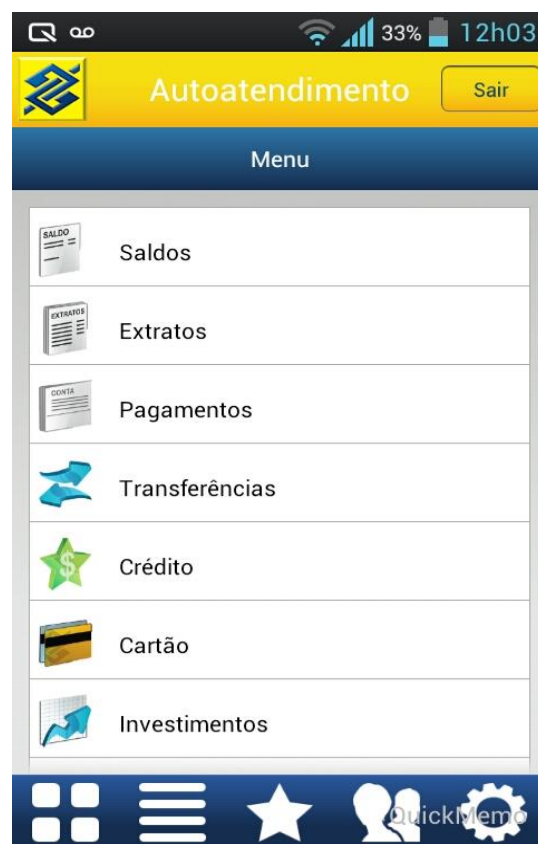 33% 12h03
Autoatendimento Sair
Menu
SALDO
Saldos
EXTRATOS
Extratos
CONTA
Pagamentos
Transferências
$
Crédito
Cartão
Investimentos
QuickMemo